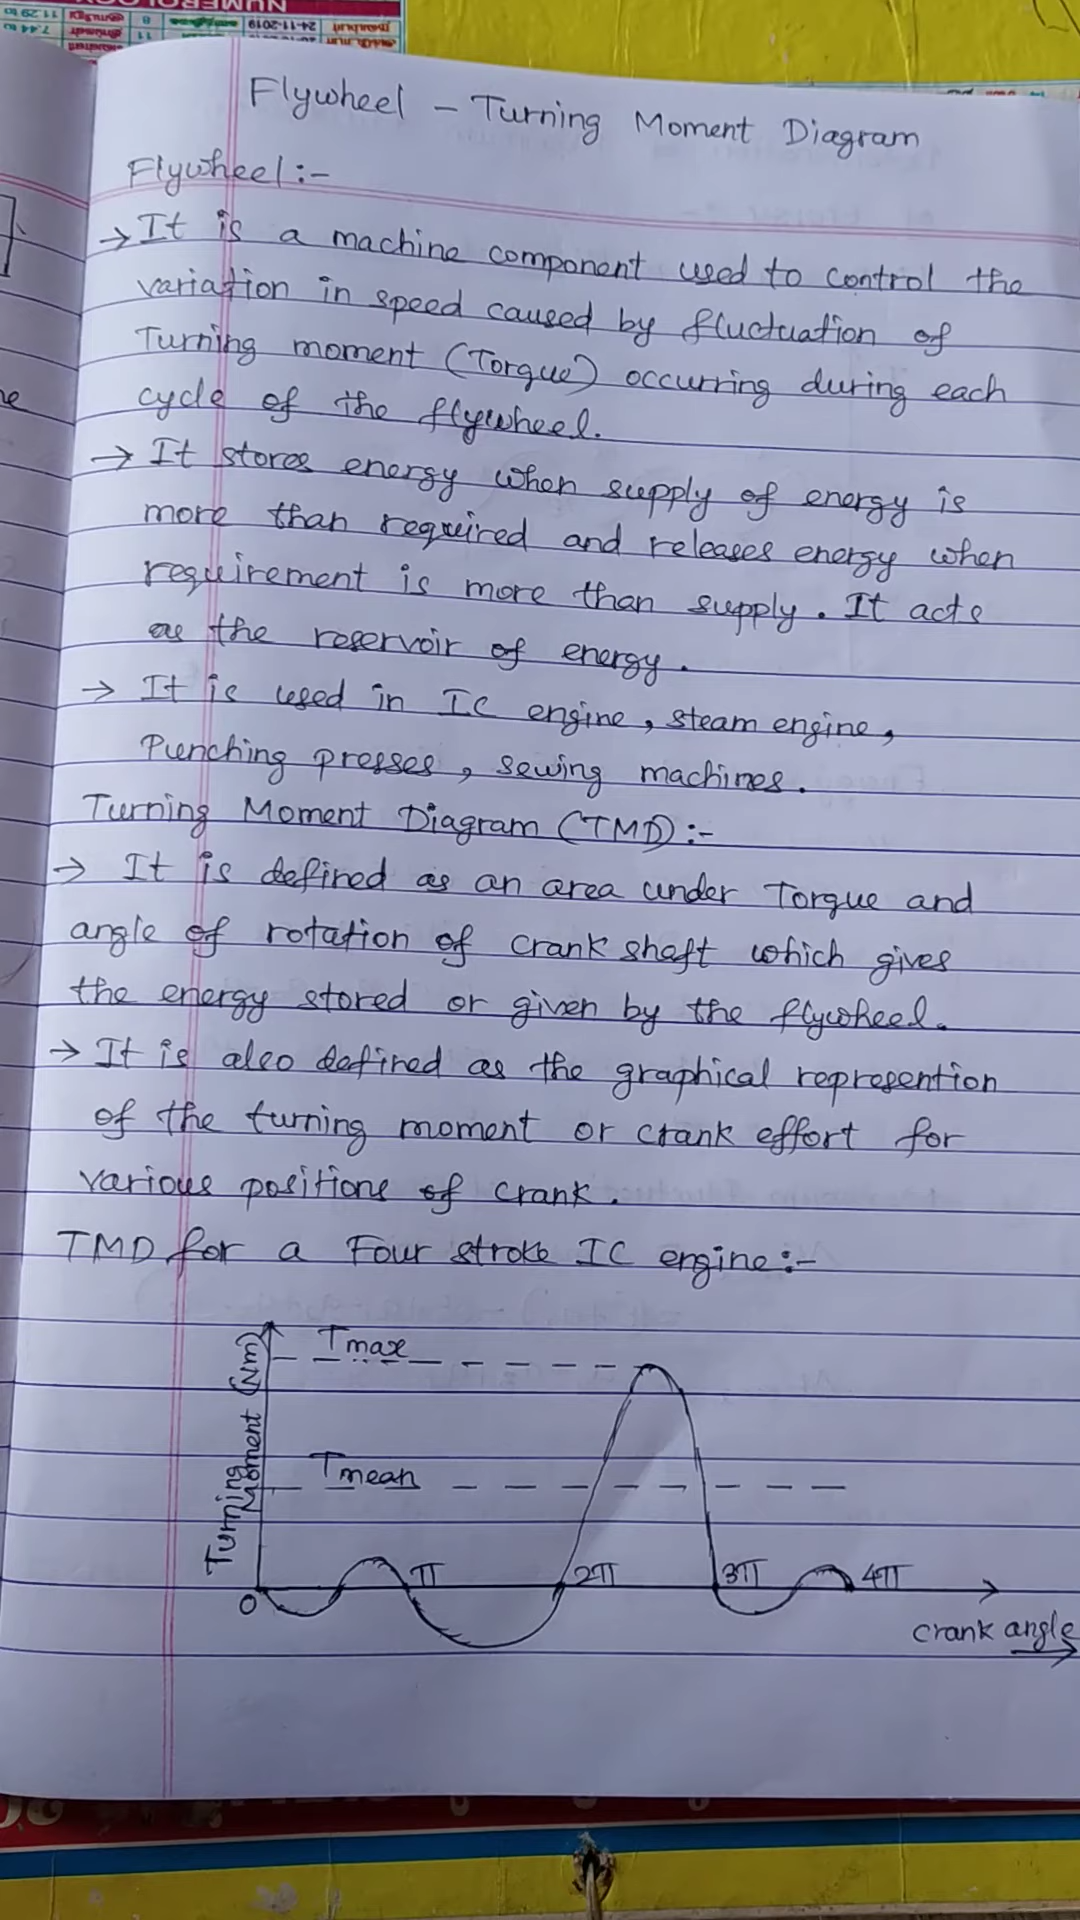 Flywheel - Turning Moment Diagram
Flywheel:-
→ It is a machine component used to control the
variation in speed caused by fluctuation of
Turning moment (Torque) occurring during each
cycle of the flywheel.
→ It stores energy when supply of energy is
more than required and releases energy when
requirement is more than supply. It acts
as the reservoir of energy.
→ It is used in IC engine, steam engine,
Punching presses, sewing machines.
Turning Moment Diagram (TMD):-
→ It is defined as an area under Torque and
angle of rotation of crank shaft which gives
the energy stored or given by the flywheel.
→ It is also defined as the graphical represention
of the turning moment or crank effort for
various positions of crank.
TMD for a Four stroke IC engine:-
Tmax
Tmean
Turning Moment (Nm)
0 π 2π 3π 4π
crank angle
24-11-2019